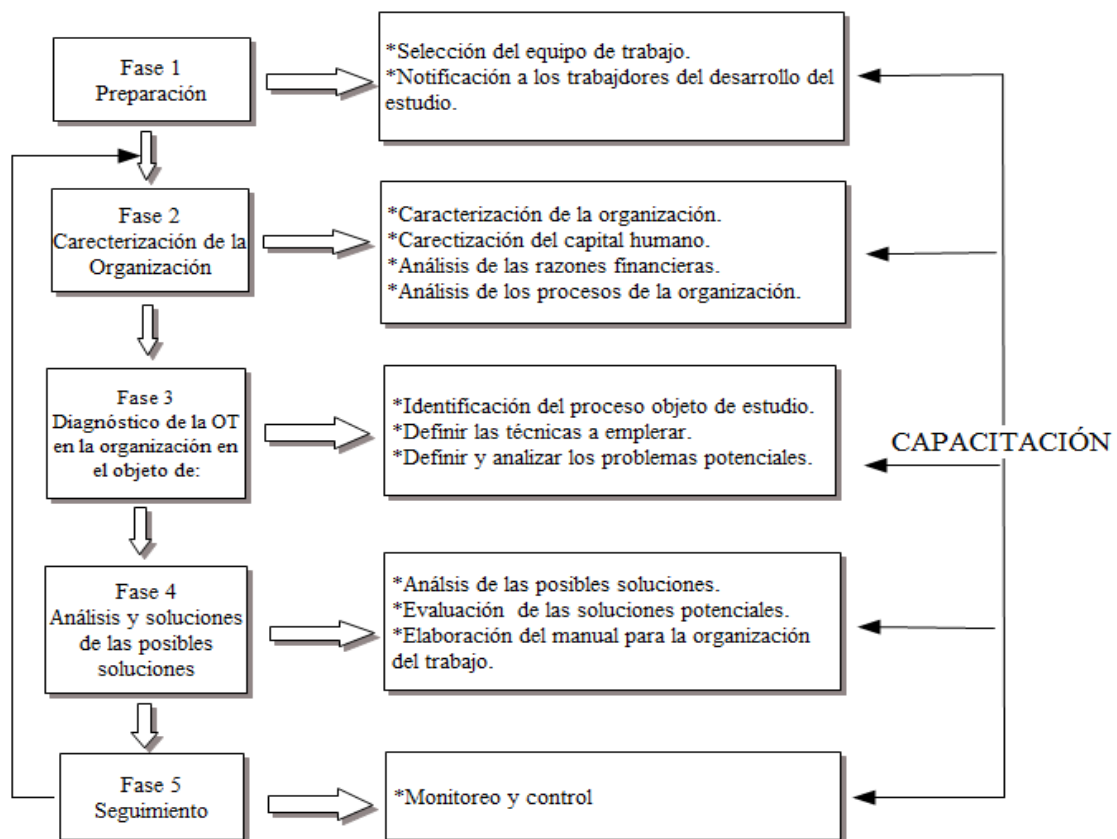 Fase 1
Preparación
*Selección del equipo de trabajo.
*Notificación a los trabajdores del desarrollo del
estudio.
Fase 2
Carecterización de la
Organización
*Caracterización de la organización.
*Carectización del capital humano.
*Análisis de las razones financieras.
*Análisis de los procesos de la organización.
Fase 3
Diagnóstico de la OT
en la organización en
el objeto de:
*Identificación del proceso objeto de estudio.
*Definir las técnicas a emplerar.
*Definir y analizar los problemas potenciales.
CAPACITACIÓN
Fase 4
Análisis y soluciones
de las posibles
soluciones
*Análsis de las posibles soluciones.
*Evaluación de las soluciones potenciales.
*Elaboración del manual para la organización
del trabajo.
Fase 5
Seguimiento
*Monitoreo y control